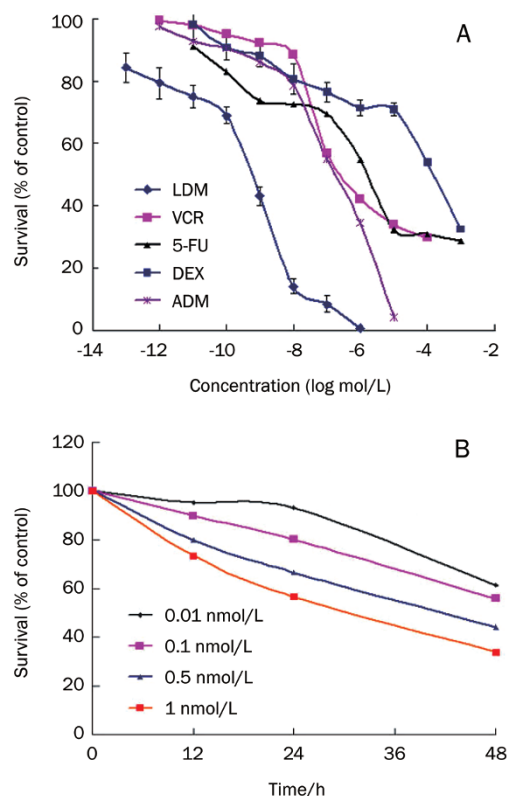 A
Survival (% of control)
100
80
60
40
20
0
LDM
VCR
5-FU
DEX
ADM
-14 -12 -10 -8 -6 -4 -2
Concentration (log mol/L)
B
Survival (% of control)
120
100
80
60
40
20
0
0.01 nmol/L
0.1 nmol/L
0.5 nmol/L
1 nmol/L
0 12 24 36 48
Time/h